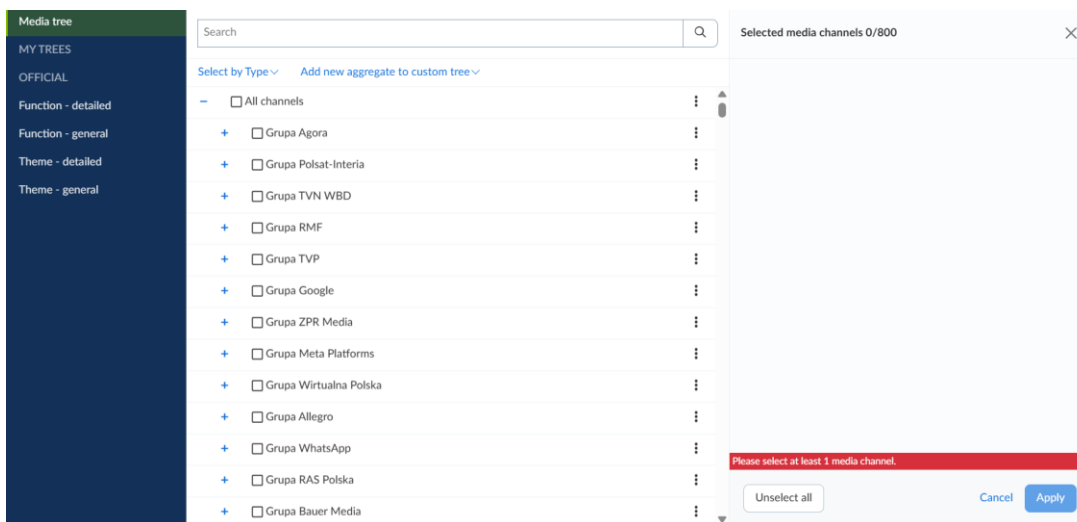 Media tree
MY TREES
OFFICIAL
Function - detailed
Function - general
Theme - detailed
Theme - general
Search
Select by Type
Add new aggregate to custom tree
All channels
Grupa Agora
Grupa Polsat-Interia
Grupa TVN WBD
Grupa RMF
Grupa TVP
Grupa Google
Grupa ZPR Media
Grupa Meta Platforms
Grupa Wirtualna Polska
Grupa Allegro
Grupa WhatsApp
Grupa RAS Polska
Grupa Bauer Media
Selected media channels 0/800
Please select at least 1 media channel.
Unselect all
Cancel
Apply